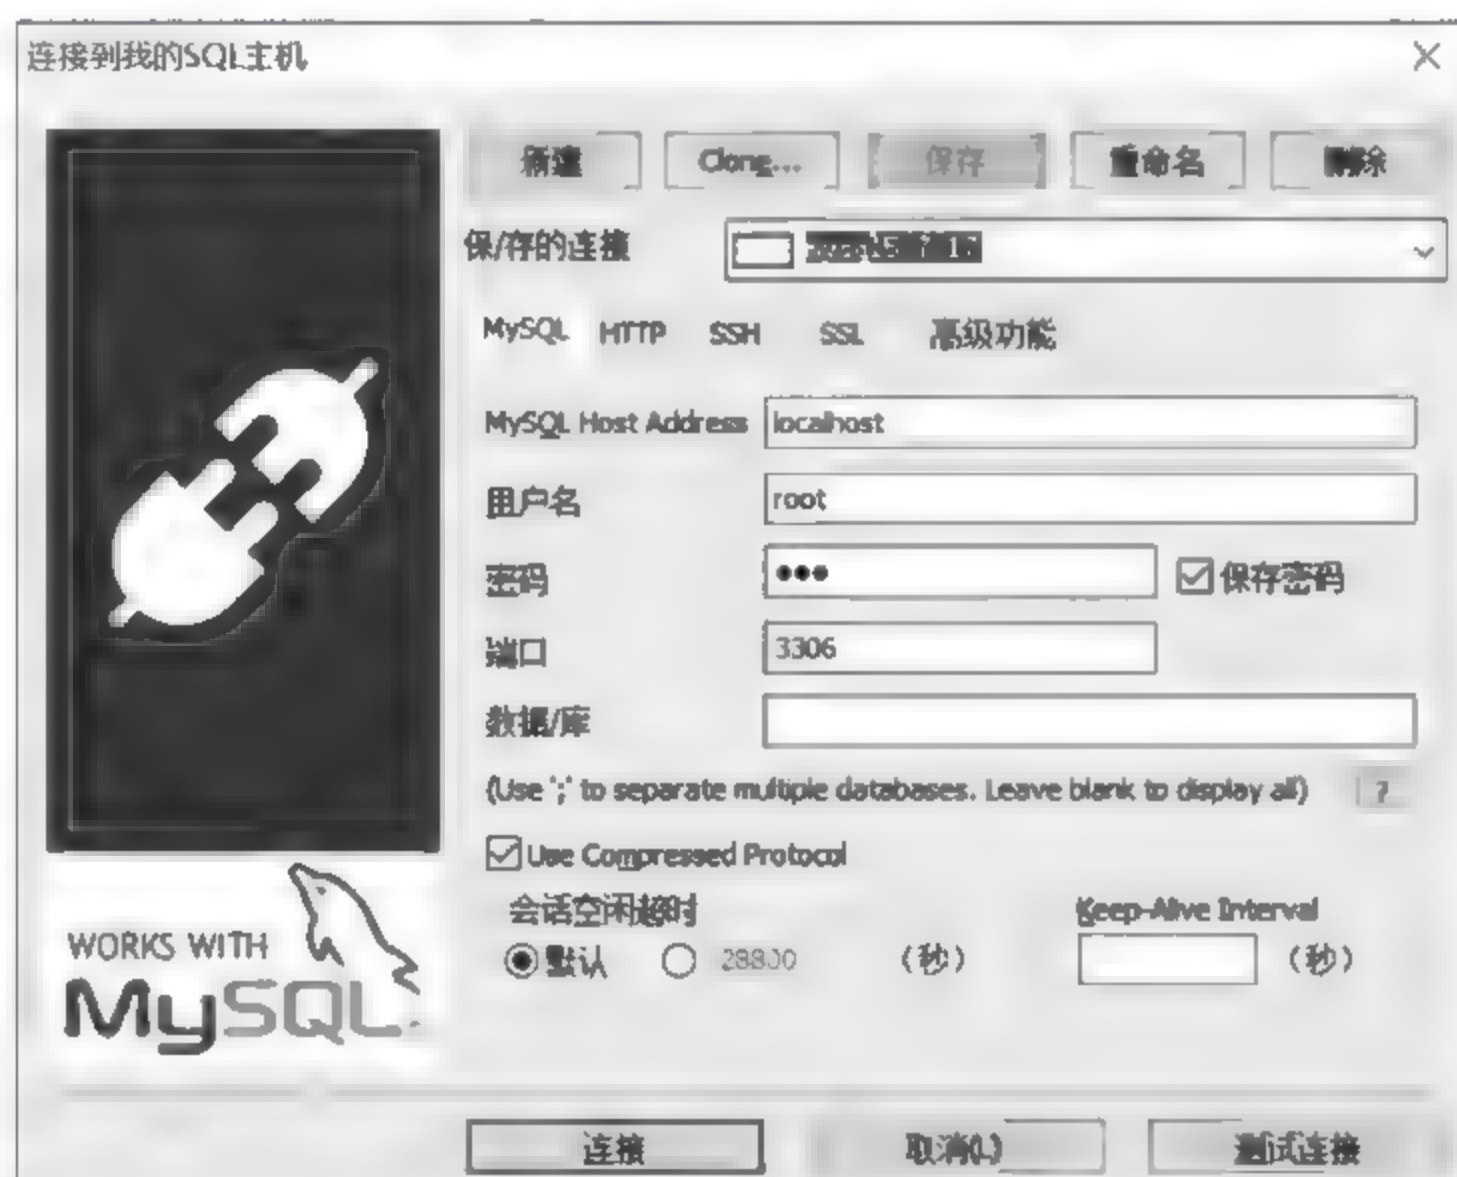 连接到我的SQL主机
新建 Clone... 保存 重命名 删除
保/存的连接
MySQL HTTP SSH SSL 高级功能
MySQL Host Address localhost
用户名 root
密码 ●●● 保存密码
端口 3306
数据/库
(Use ';' to separate multiple databases. Leave blank to display all) ?
Use Compressed Protocol
会话空闲超时 Keep-Alive Interval
默认 28800 (秒) (秒)
WORKS WITH
MySQL
连接 取消(L) 测试连接